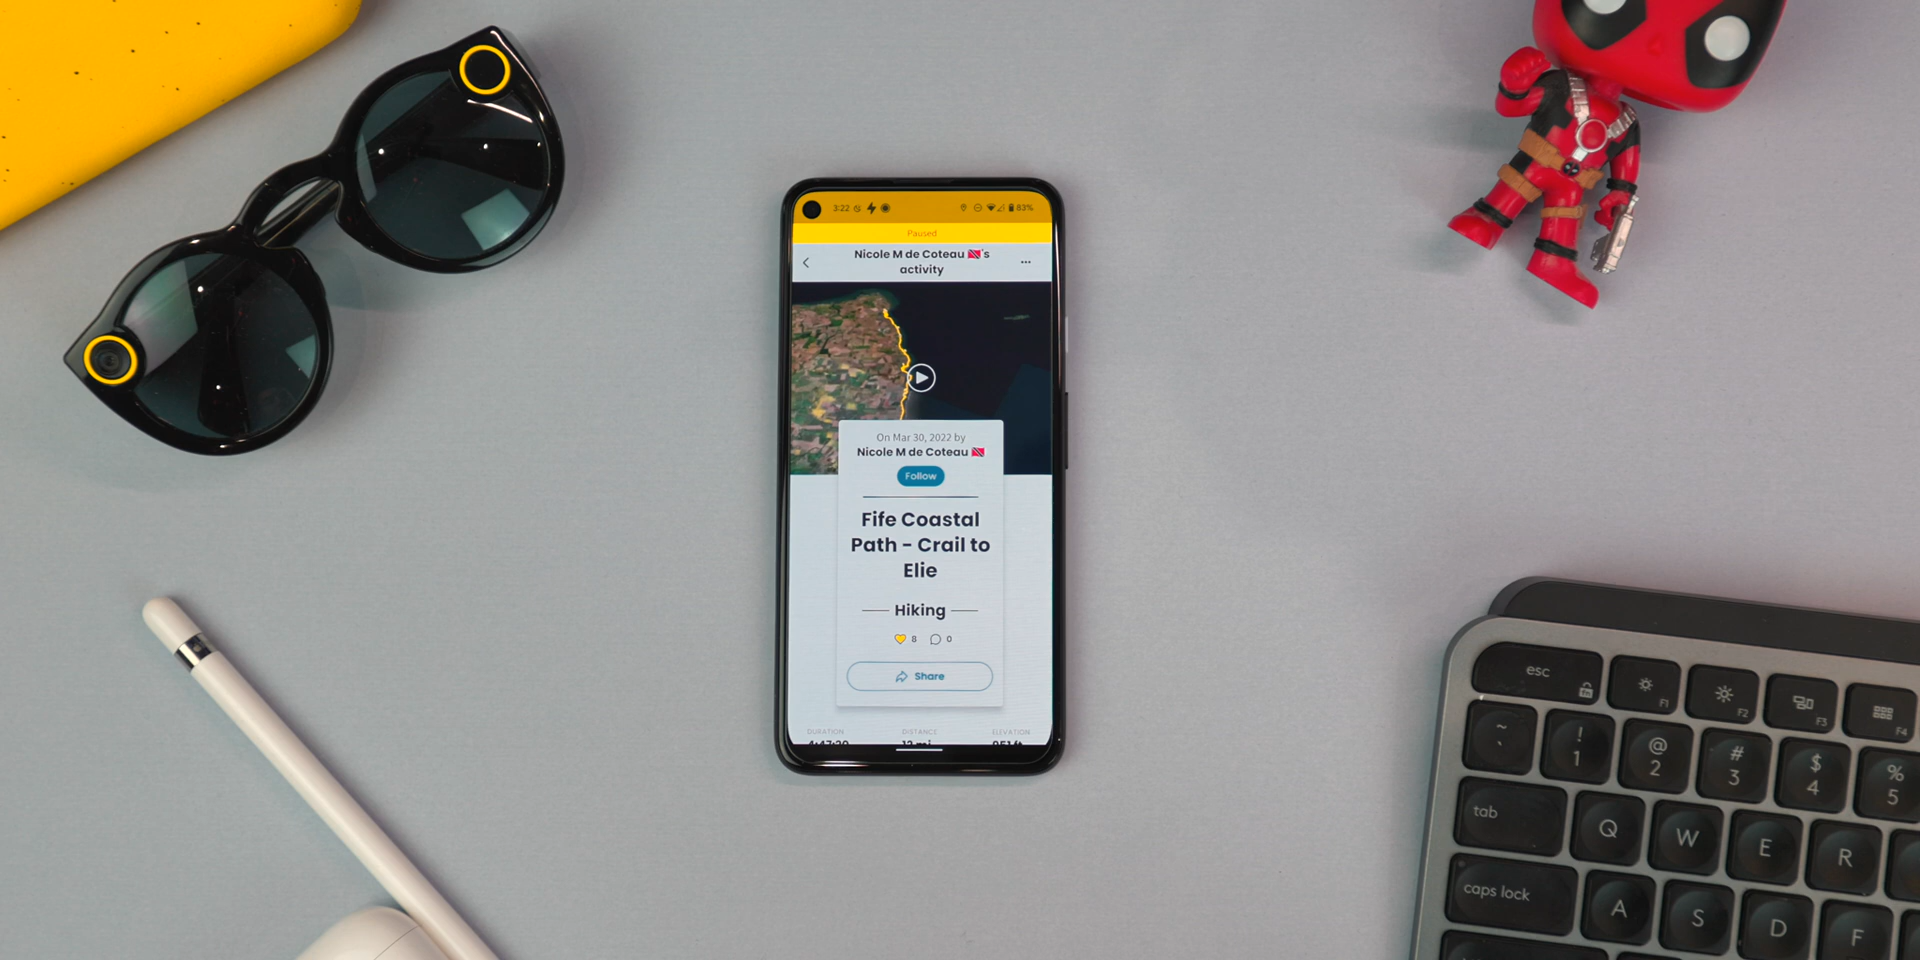 3:22 83%
Paused
Nicole M de Coteau 🇹🇹's
activity
On Mar 30, 2022 by
Nicole M de Coteau 🇹🇹
Follow
Fife Coastal
Path - Crail to
Elie
Hiking
8 0
Share
DURATION DISTANCE ELEVATION
esc F1 F2 F3 F4
~ ! @ # $ %
` 1 2 3 4 5
tab Q W E R
caps lock A S D F